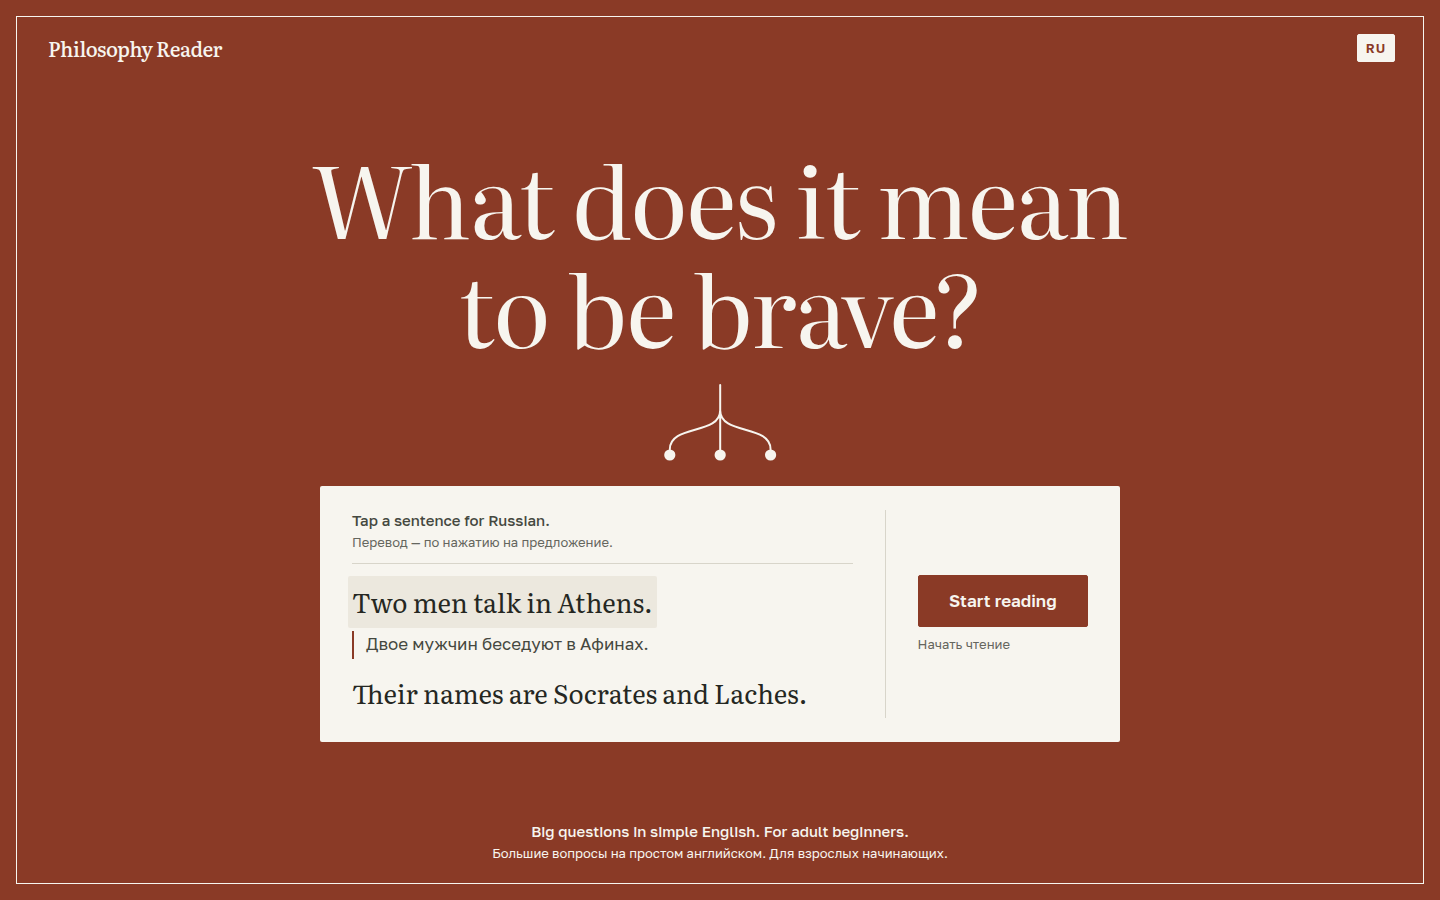 Philosophy Reader
RU
What does it mean
to be brave?
Tap a sentence for Russian.
Перевод — по нажатию на предложение.
Two men talk in Athens.
Двое мужчин беседуют в Афинах.
Their names are Socrates and Laches.
Start reading
Начать чтение
Big questions in simple English. For adult beginners.
Большие вопросы на простом английском. Для взрослых начинающих.